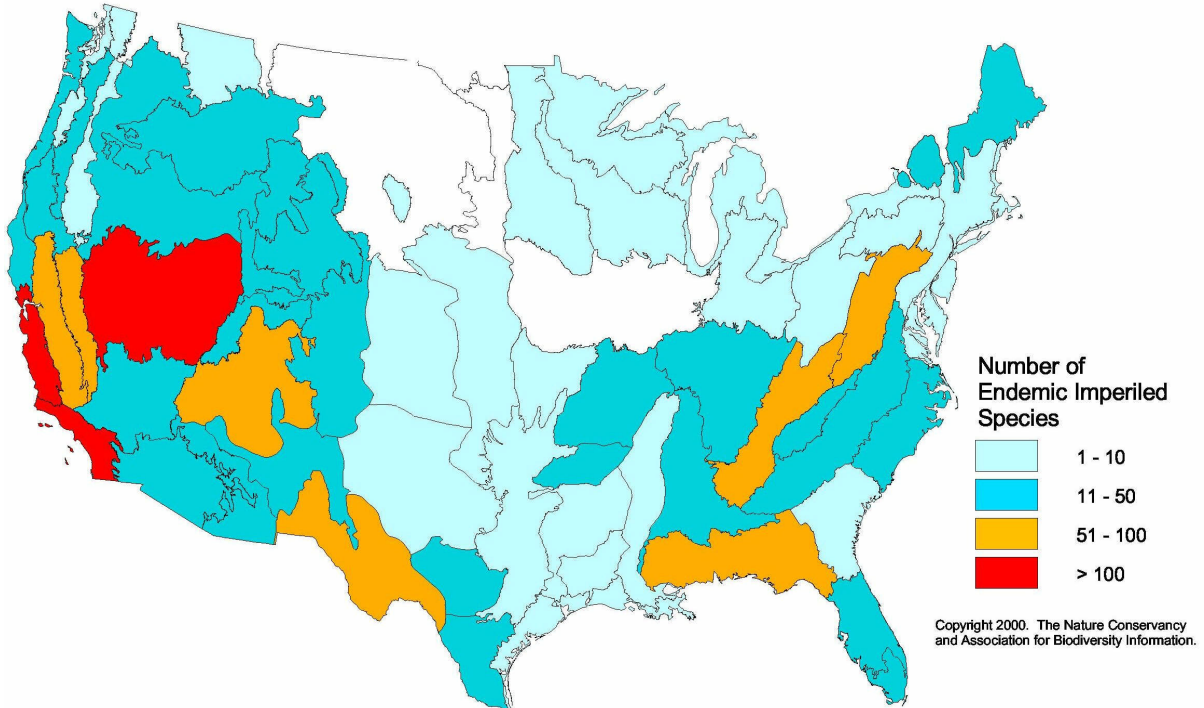 Number of
Endemic Imperiled
Species
1 - 10
11 - 50
51 - 100
> 100
Copyright 2000. The Nature Conservancy
and Association for Biodiversity Information.